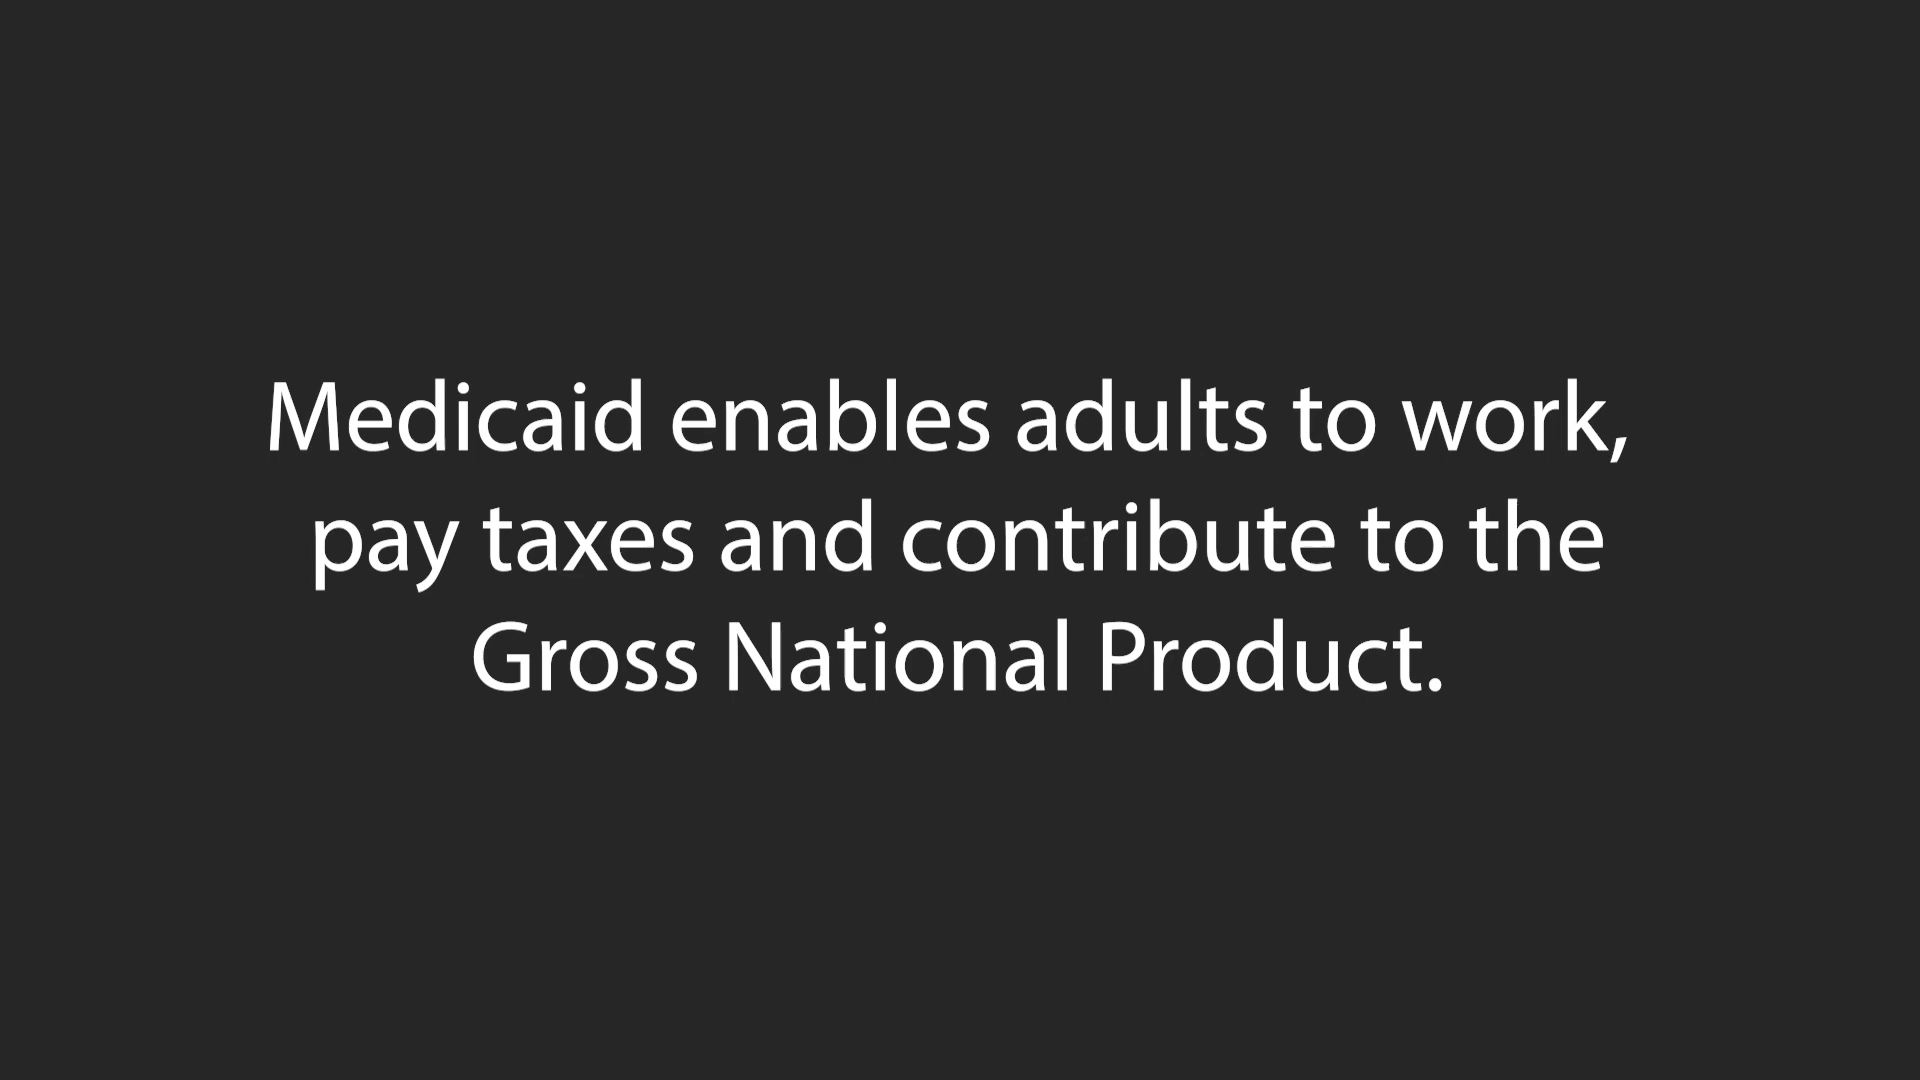 Medicaid enables adults to work,
pay taxes and contribute to the
Gross National Product.